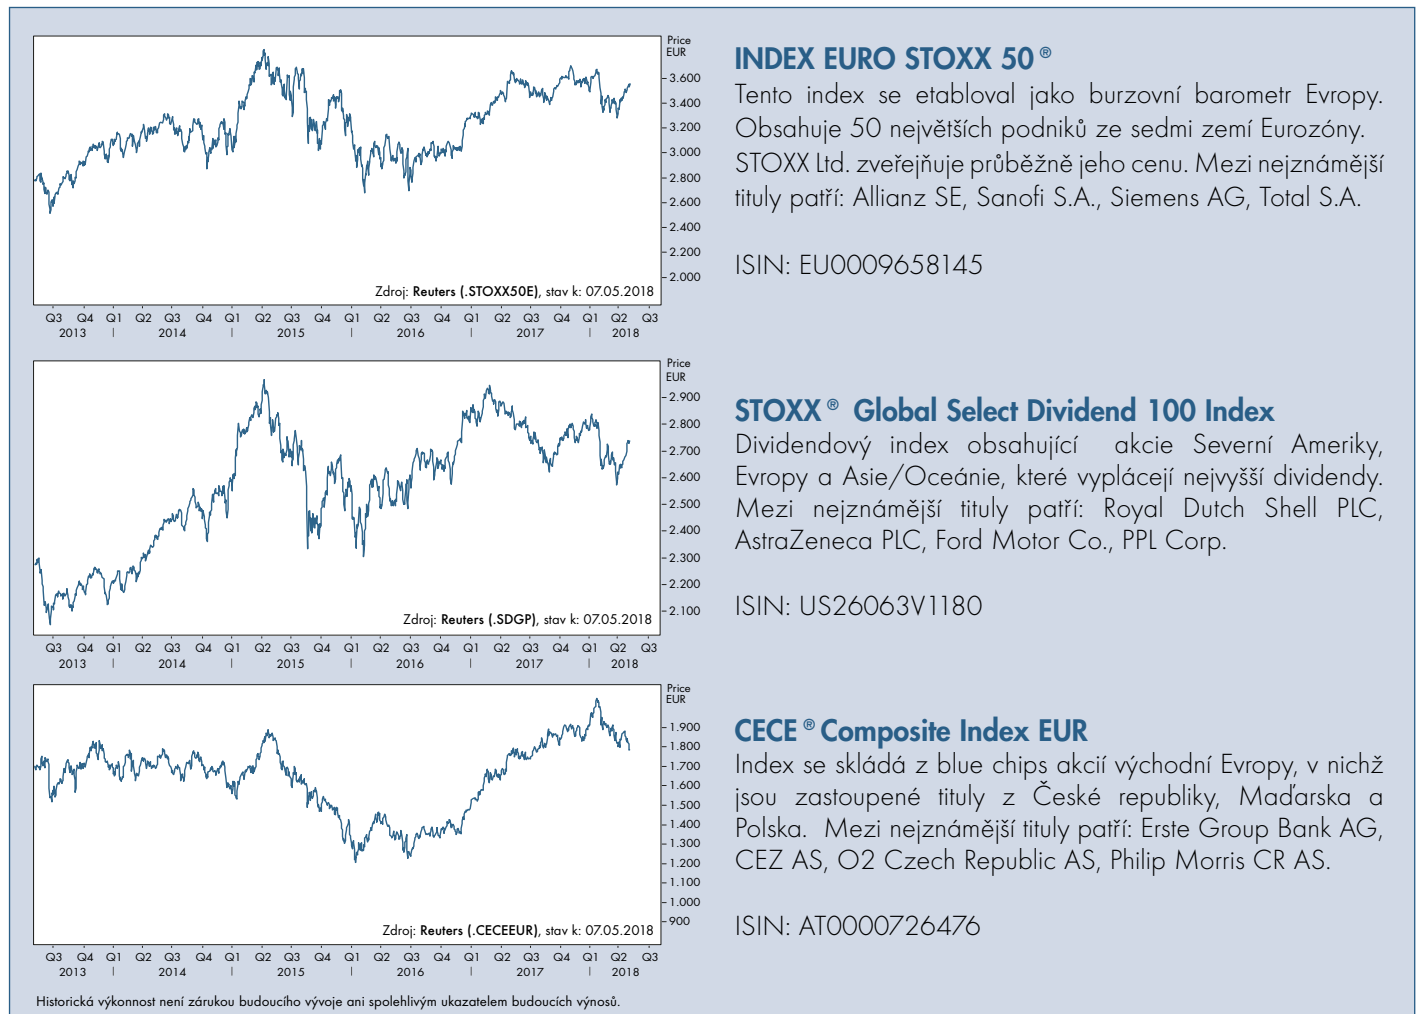 Price
EUR
3.600
3.400
3.200
3.000
2.800
2.600
2.400
2.200
2.000
Zdroj: Reuters (.STOXX50E), stav k: 07.05.2018
Q3 Q4 Q1 Q2 Q3 Q4 Q1 Q2 Q3 Q4 Q1 Q2 Q3 Q4 Q1 Q2 Q3 Q4 Q1 Q2 Q3
2013 | 2014 | 2015 | 2016 | 2017 | 2018
INDEX EURO STOXX 50 ®
Tento index se etabloval jako burzovní barometr Evropy.
Obsahuje 50 největších podniků ze sedmi zemí Eurozóny.
STOXX Ltd. zveřejňuje průběžně jeho cenu. Mezi nejznámější
tituly patří: Allianz SE, Sanofi S.A., Siemens AG, Total S.A.
ISIN: EU0009658145
Price
EUR
2.900
2.800
2.700
2.600
2.500
2.400
2.300
2.200
2.100
Zdroj: Reuters (.SDGP), stav k: 07.05.2018
Q3 Q4 Q1 Q2 Q3 Q4 Q1 Q2 Q3 Q4 Q1 Q2 Q3 Q4 Q1 Q2 Q3 Q4 Q1 Q2 Q3
2013 | 2014 | 2015 | 2016 | 2017 | 2018
STOXX ® Global Select Dividend 100 Index
Dividendový index obsahující akcie Severní Ameriky,
Evropy a Asie/Oceánie, které vyplácejí nejvyšší dividendy.
Mezi nejznámější tituly patří: Royal Dutch Shell PLC,
AstraZeneca PLC, Ford Motor Co., PPL Corp.
ISIN: US26063V1180
Price
EUR
1.900
1.800
1.700
1.600
1.500
1.400
1.300
1.200
1.100
1.000
900
Zdroj: Reuters (.CECEEUR), stav k: 07.05.2018
Q3 Q4 Q1 Q2 Q3 Q4 Q1 Q2 Q3 Q4 Q1 Q2 Q3 Q4 Q1 Q2 Q3 Q4 Q1 Q2 Q3
2013 | 2014 | 2015 | 2016 | 2017 | 2018
CECE ® Composite Index EUR
Index se skládá z blue chips akcií východní Evropy, v nichž
jsou zastoupené tituly z České republiky, Maďarska a
Polska. Mezi nejznámější tituly patří: Erste Group Bank AG,
CEZ AS, O2 Czech Republic AS, Philip Morris CR AS.
ISIN: AT0000726476
Historická výkonnost není zárukou budoucího vývoje ani spolehlivým ukazatelem budoucích výnosů.